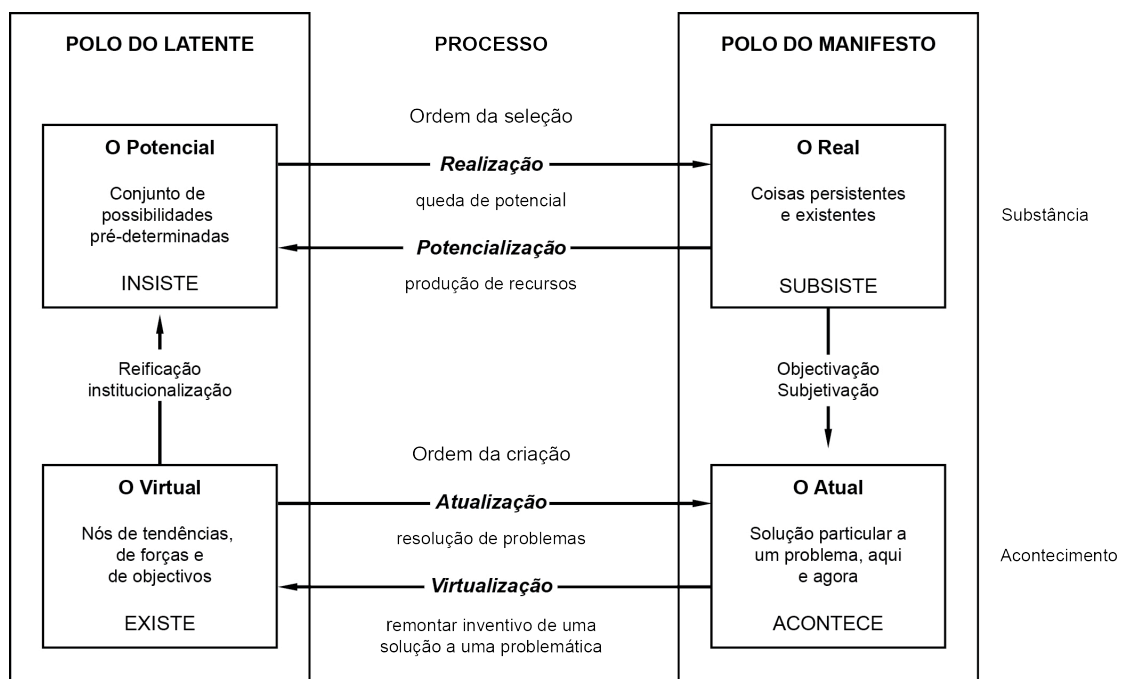 POLO DO LATENTE
PROCESSO
POLO DO MANIFESTO
Ordem da seleção
O Potencial
Conjunto de
possibilidades
pré-determinadas
INSISTE
Realização
queda de potencial
Potencialização
produção de recursos
O Real
Coisas persistentes
e existentes
SUBSISTE
Substância
Reificação
institucionalização
Objectivação
Subjetivação
Ordem da criação
O Virtual
Nós de tendências,
de forças e
de objectivos
EXISTE
Atualização
resolução de problemas
Virtualização
remontar inventivo de uma
solução a uma problemática
O Atual
Solução particular a
um problema, aqui
e agora
ACONTECE
Acontecimento